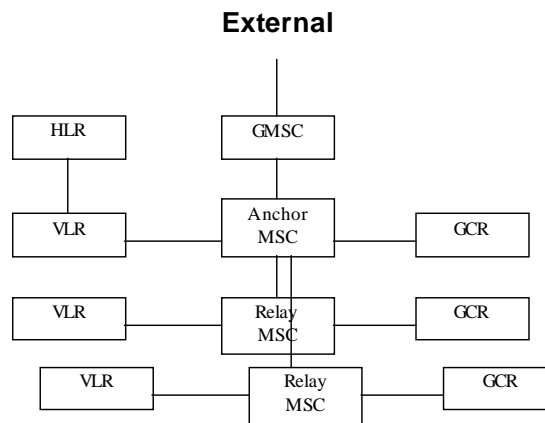 External
HLR
GMSC
VLR
Anchor
MSC
GCR
VLR
Relay
MSC
GCR
VLR
Relay
MSC
GCR